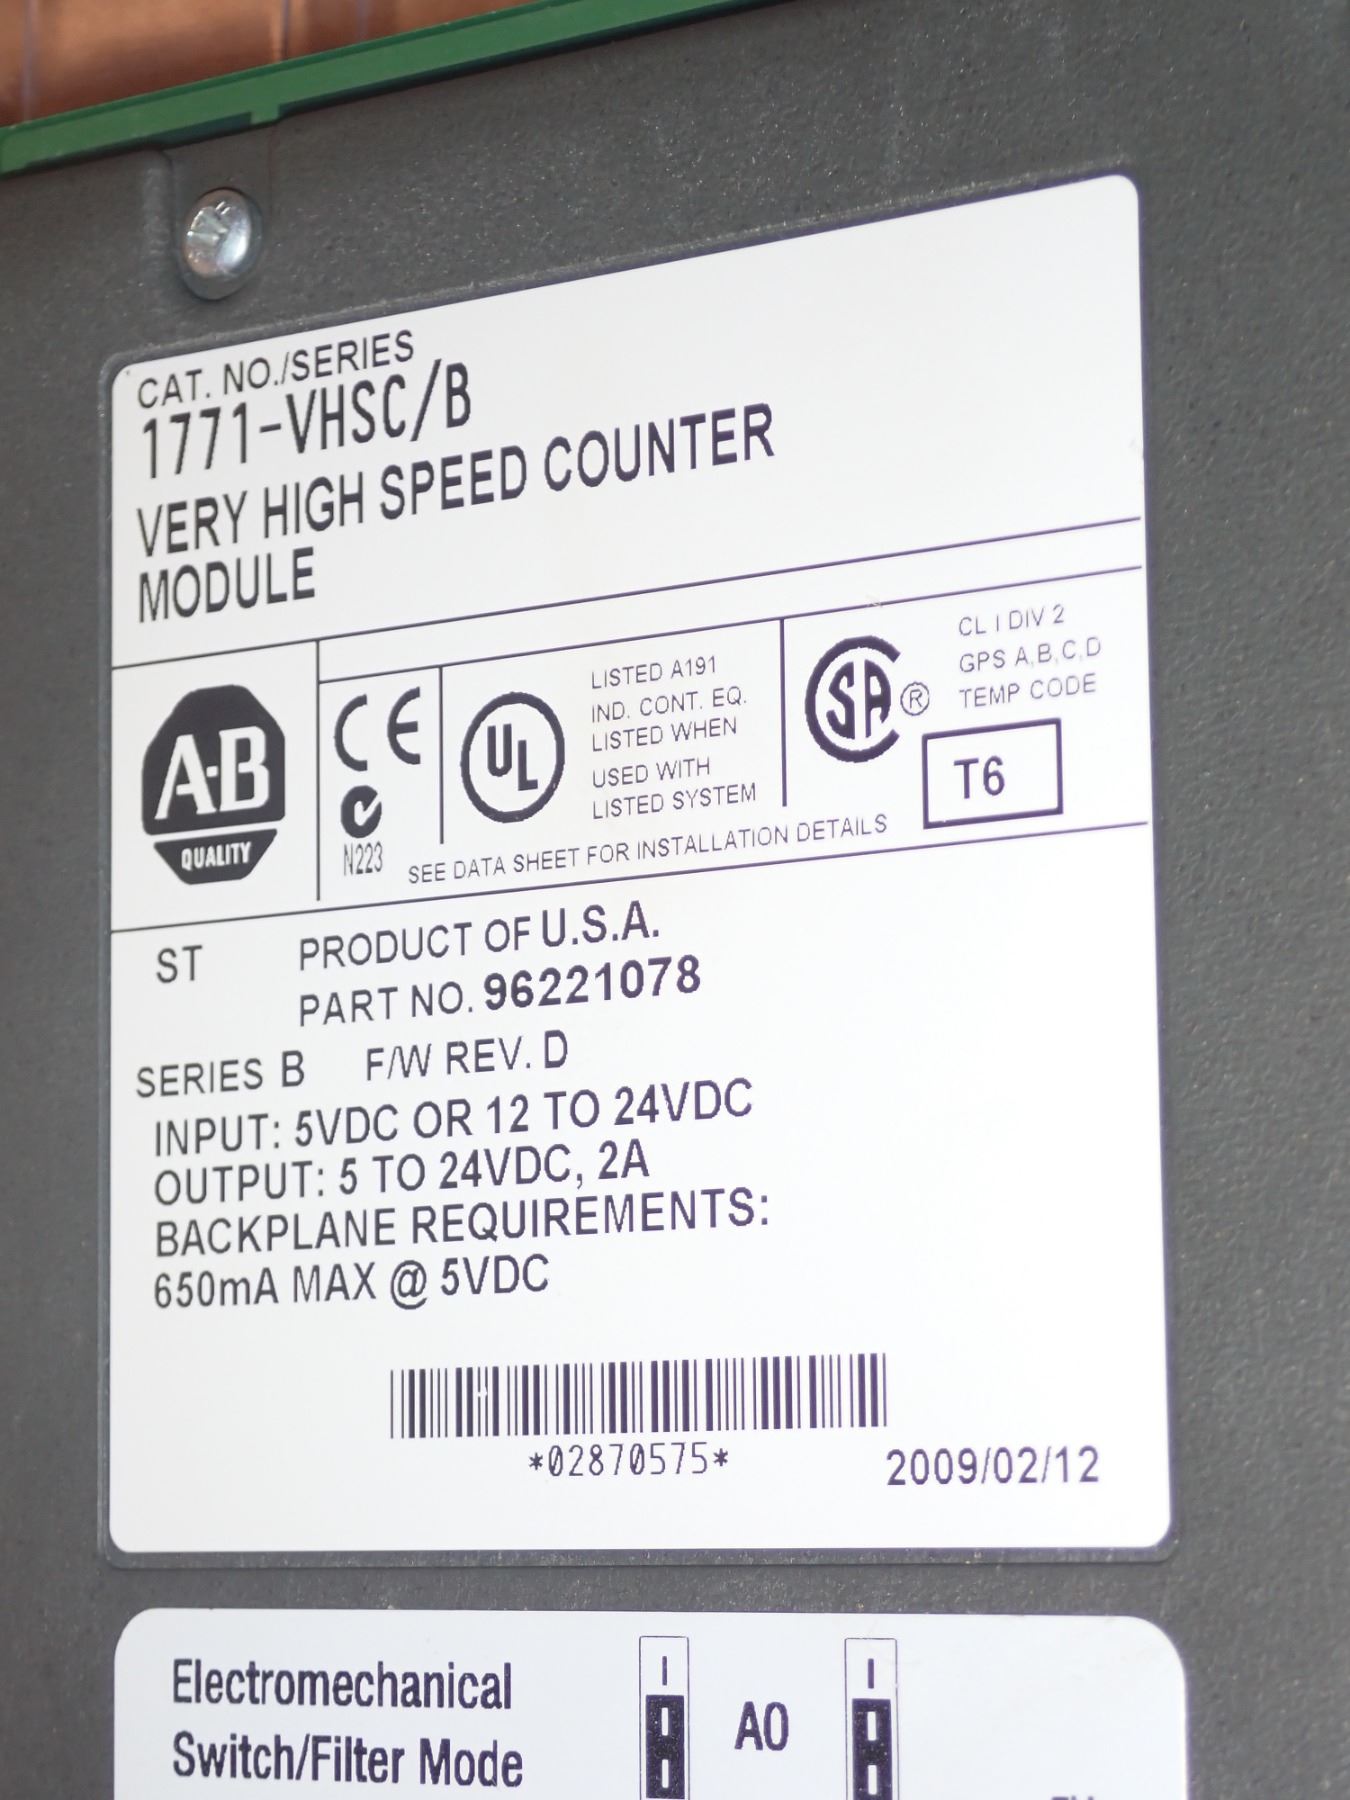 CAT. NO./SERIES
1771-VHSC/B
VERY HIGH SPEED COUNTER
MODULE
A-B
QUALITY
CE
N223
UL
LISTED A191
IND. CONT. EQ.
LISTED WHEN
USED WITH
LISTED SYSTEM
SA ®
CL I DIV 2
GPS A,B,C,D
TEMP CODE
T6
SEE DATA SHEET FOR INSTALLATION DETAILS
ST PRODUCT OF U.S.A.
PART NO. 96221078
SERIES B F/W REV. D
INPUT: 5VDC OR 12 TO 24VDC
OUTPUT: 5 TO 24VDC, 2A
BACKPLANE REQUIREMENTS:
650mA MAX @ 5VDC
*02870575*
2009/02/12
Electromechanical
Switch/Filter Mode
A0